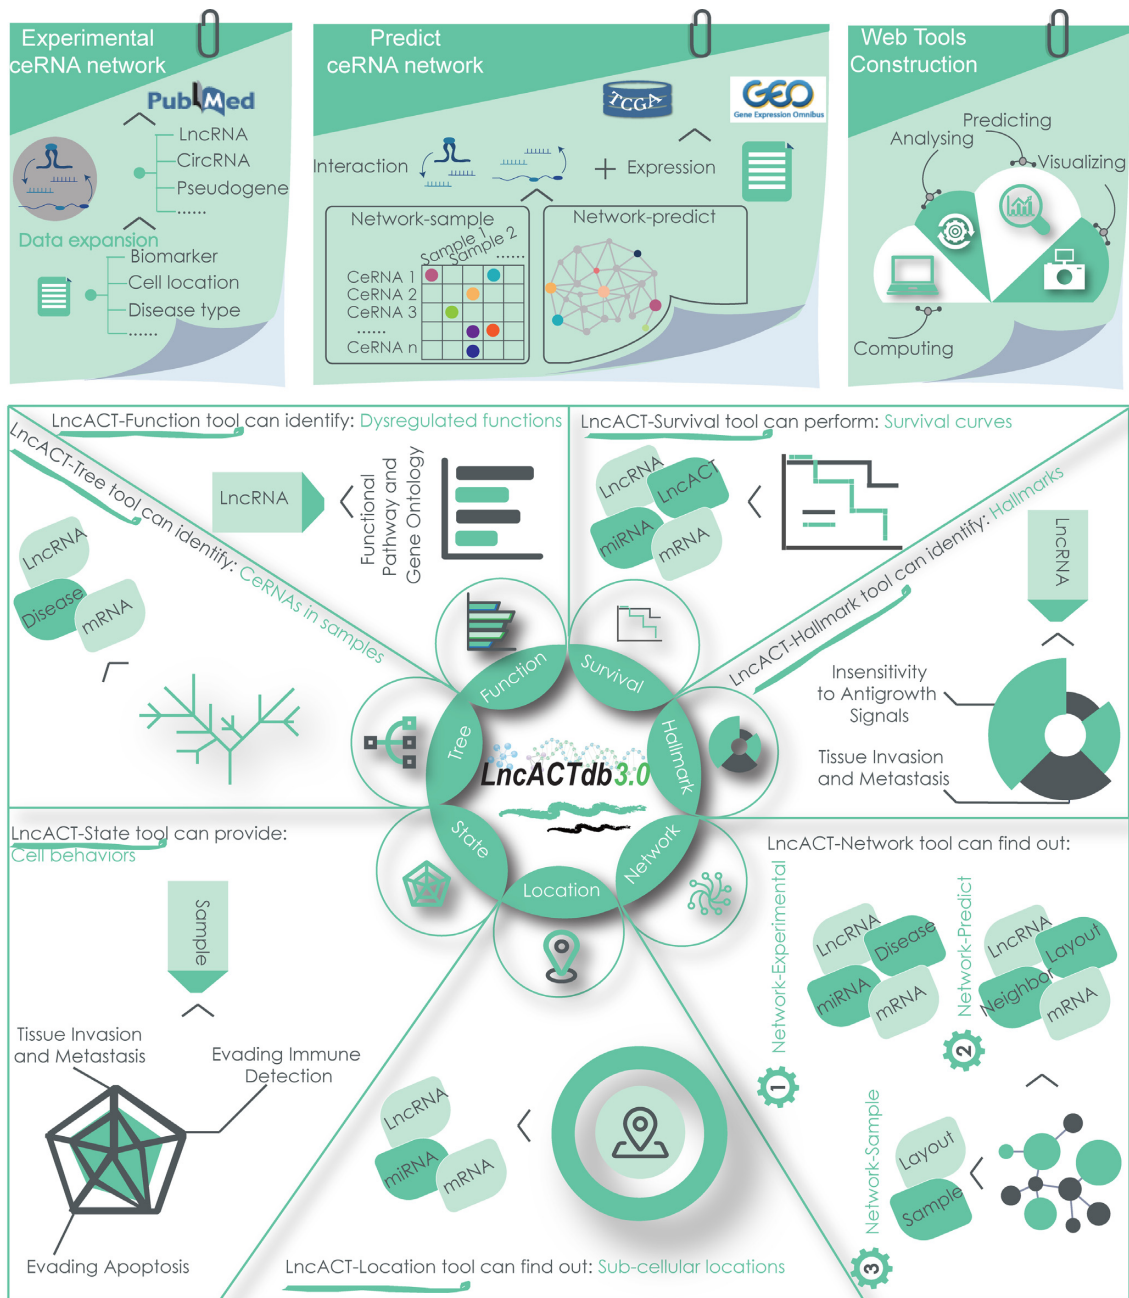 Experimental
ceRNA network
PubMed
LncRNA
CircRNA
Pseudogene
......
Data expansion
Biomarker
Cell location
Disease type
......
Predict
ceRNA network
TCGA
GEO
Gene Expression Omnibus
Interaction
+ Expression
Network-sample
Sample 1
Sample 2
......
CeRNA 1
CeRNA 2
CeRNA 3
......
CeRNA n
Network-predict
Web Tools
Construction
Predicting
Analysing
Visualizing
Computing
LncACT-Function tool can identify: Dysregulated functions
LncRNA
Functional
Pathway and
Gene Ontology
LncACT-Survival tool can perform: Survival curves
LncRNA
LncACT
miRNA
mRNA
LncACT-Tree tool can identify: CeRNAs in samples
LncRNA
Disease
mRNA
LncACT-Hallmark tool can identify: Hallmarks
LncRNA
Insensitivity
to Antigrowth
Signals
Tissue Invasion
and Metastasis
Function
Survival
Tree
Hallmark
LncACTdb3.0
State
Network
Location
LncACT-State tool can provide:
Cell behaviors
Sample
Tissue Invasion
and Metastasis
Evading Immune
Detection
Evading Apoptosis
LncACT-Location tool can find out: Sub-cellular locations
LncRNA
miRNA
mRNA
LncACT-Network tool can find out:
1
Network-Experimental
LncRNA
Disease
miRNA
mRNA
2
Network-Predict
LncRNA
Layout
Neighbor
mRNA
3
Network-Sample
Layout
Sample